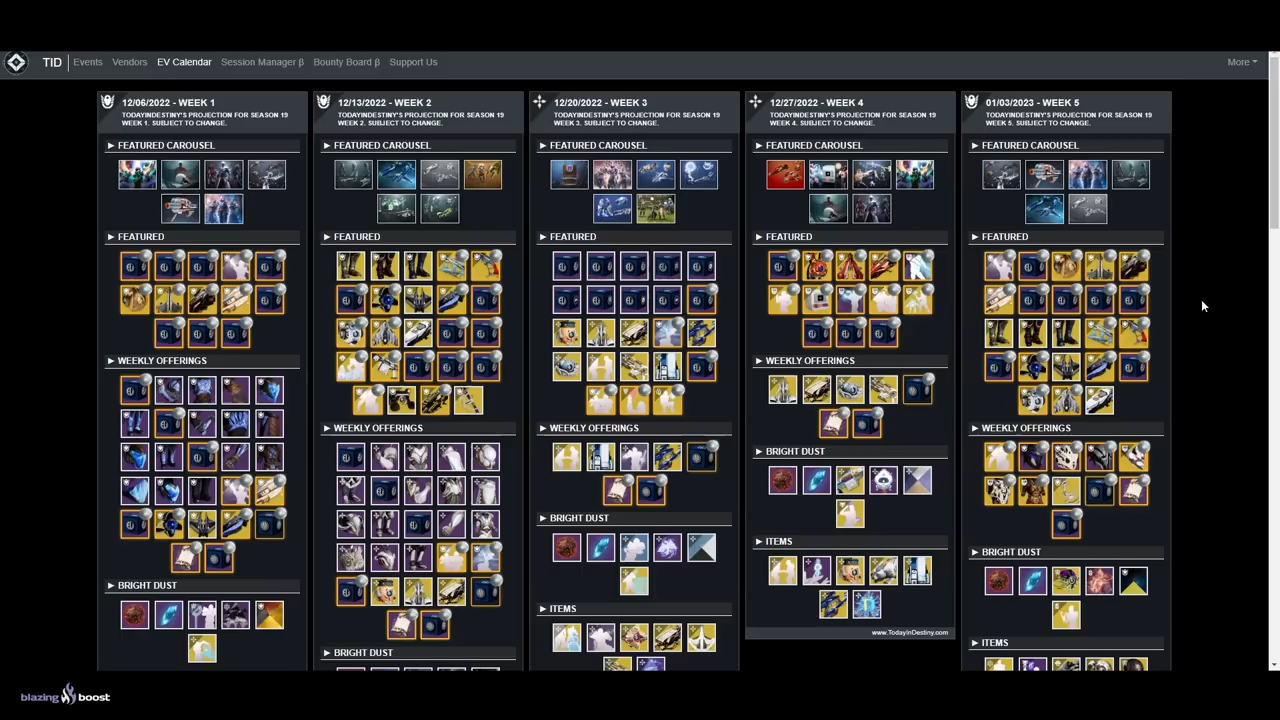 TID
Events
Vendors
EV Calendar
Session Manager β
Bounty Board β
Support Us
More
12/06/2022 - WEEK 1
TODAYINDESTINY'S PROJECTION FOR SEASON 19
WEEK 1. SUBJECT TO CHANGE.
FEATURED CAROUSEL
FEATURED
WEEKLY OFFERINGS
BRIGHT DUST
12/13/2022 - WEEK 2
TODAYINDESTINY'S PROJECTION FOR SEASON 19
WEEK 2. SUBJECT TO CHANGE.
FEATURED CAROUSEL
FEATURED
WEEKLY OFFERINGS
BRIGHT DUST
12/20/2022 - WEEK 3
TODAYINDESTINY'S PROJECTION FOR SEASON 19
WEEK 3. SUBJECT TO CHANGE.
FEATURED CAROUSEL
FEATURED
WEEKLY OFFERINGS
BRIGHT DUST
ITEMS
12/27/2022 - WEEK 4
TODAYINDESTINY'S PROJECTION FOR SEASON 19
WEEK 4. SUBJECT TO CHANGE.
FEATURED CAROUSEL
FEATURED
WEEKLY OFFERINGS
BRIGHT DUST
ITEMS
www.TodayInDestiny.com
01/03/2023 - WEEK 5
TODAYINDESTINY'S PROJECTION FOR SEASON 19
WEEK 5. SUBJECT TO CHANGE.
FEATURED CAROUSEL
FEATURED
WEEKLY OFFERINGS
BRIGHT DUST
ITEMS
blazing boost